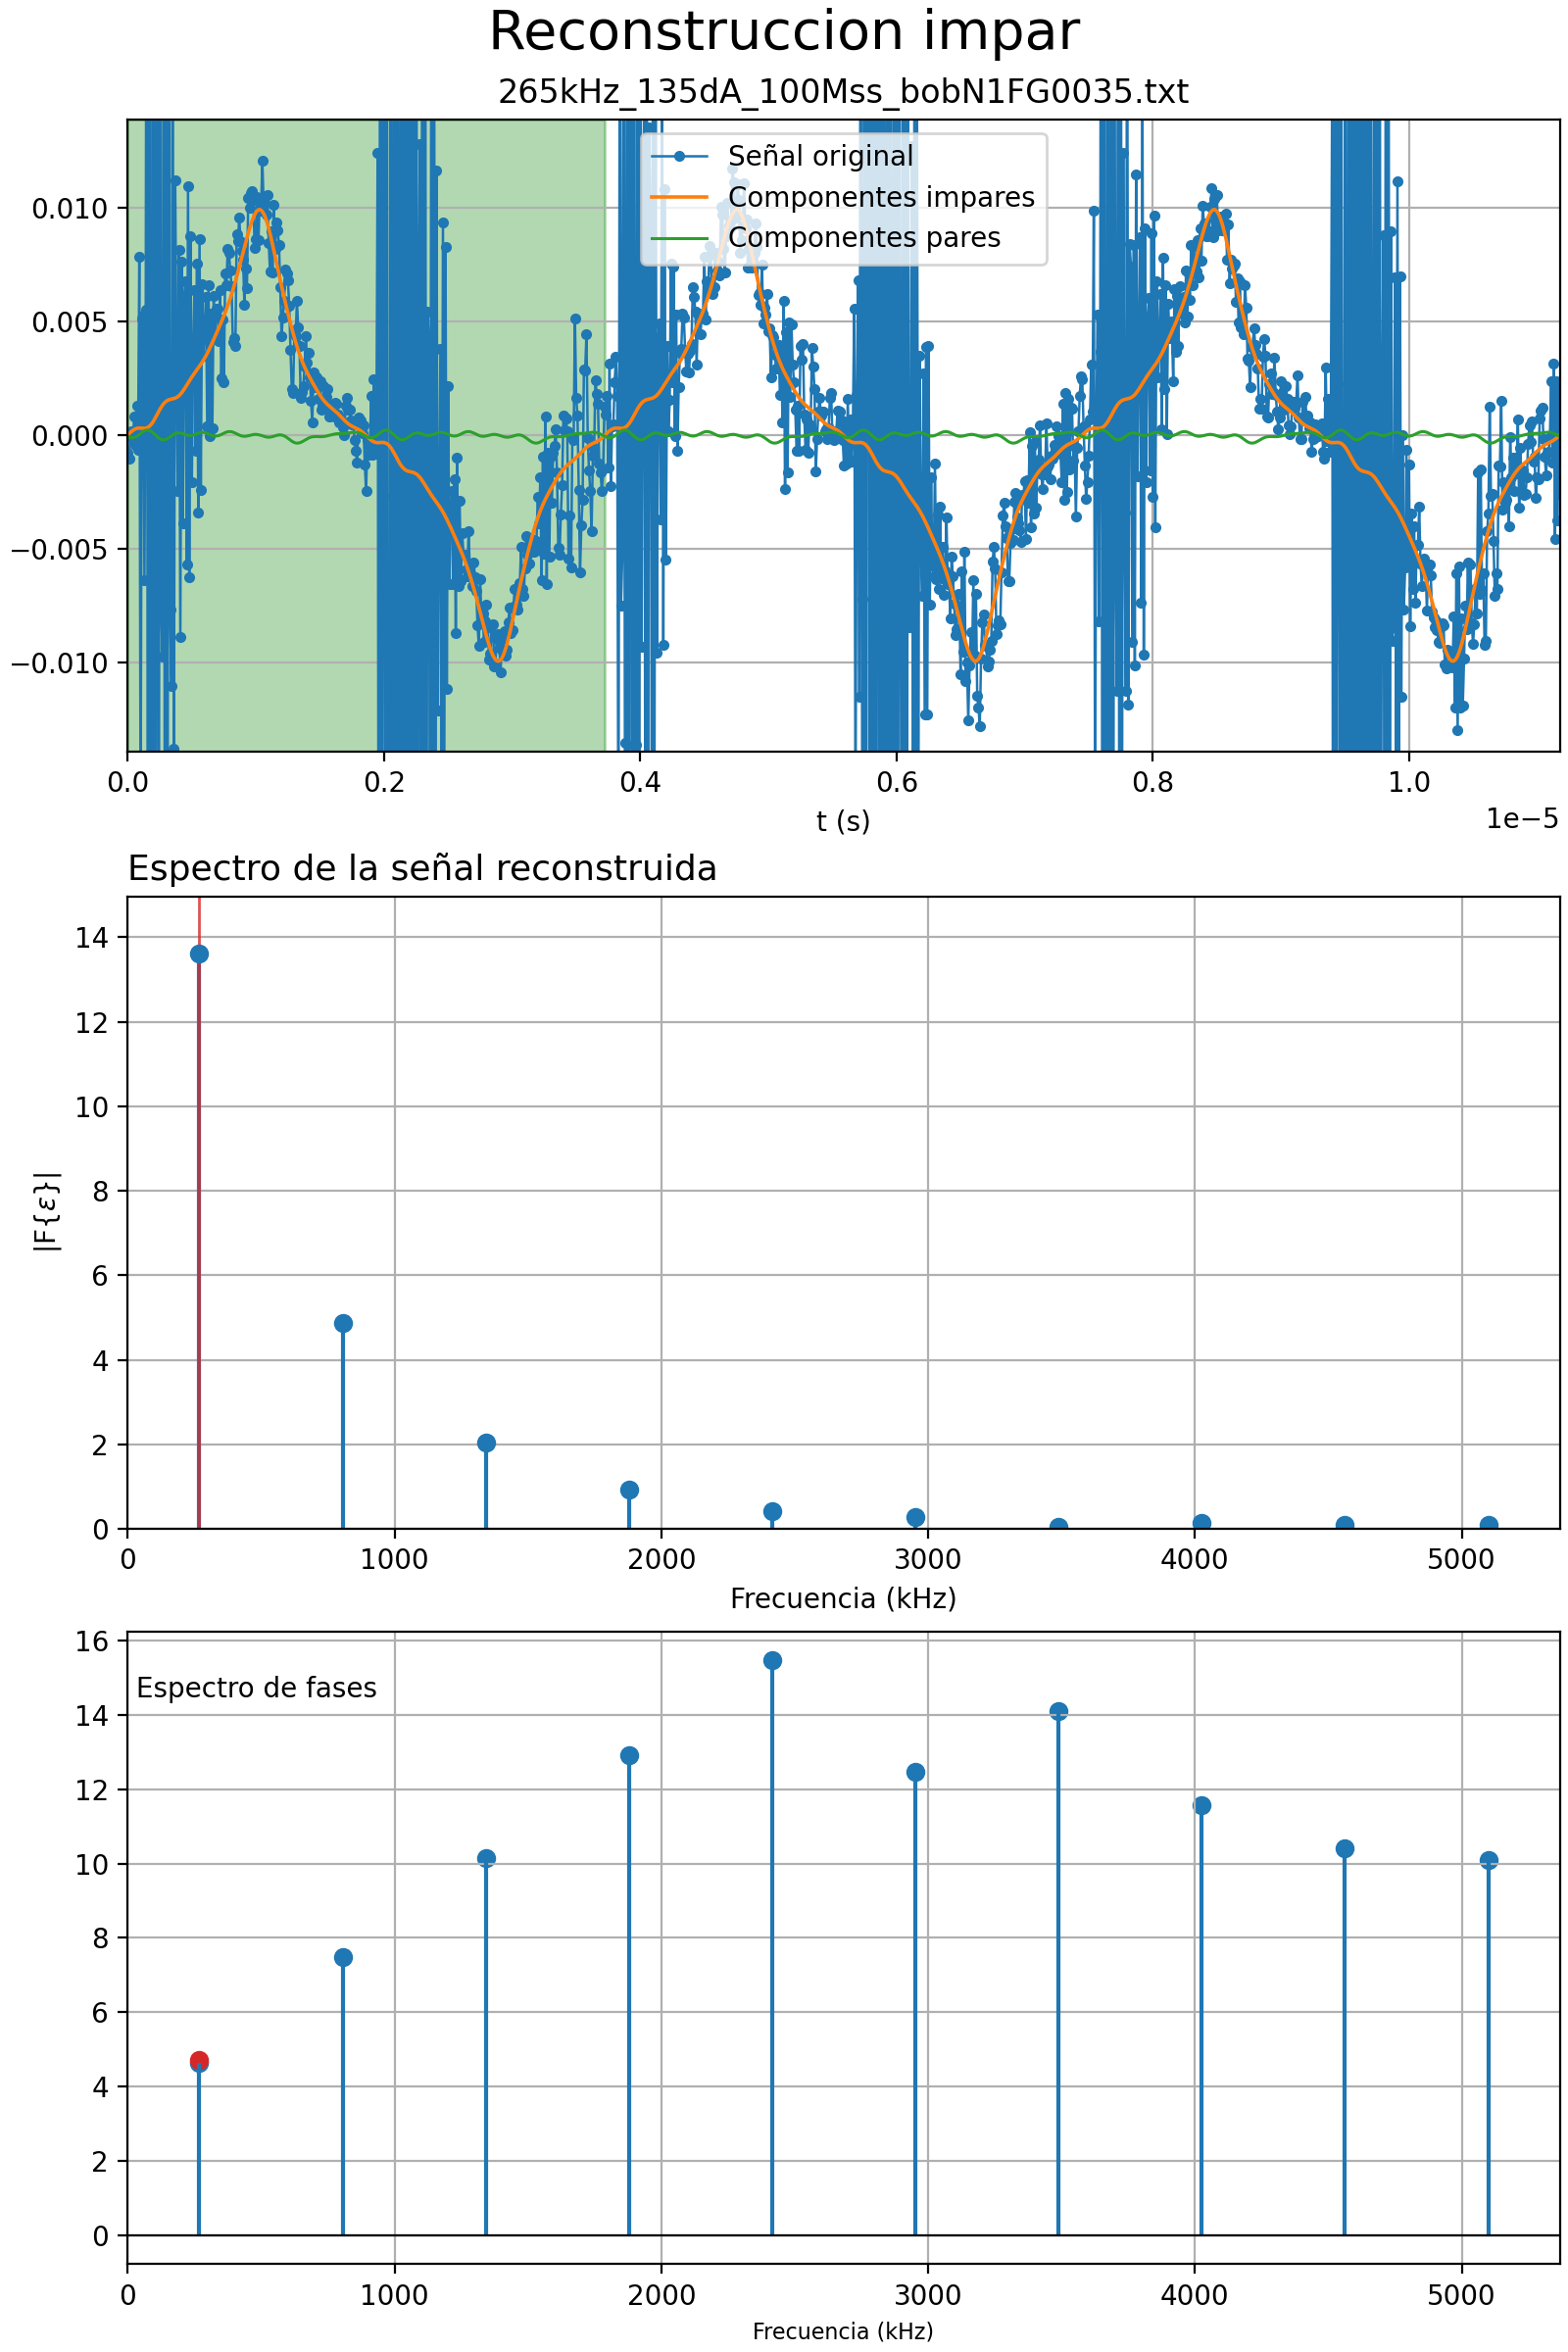 Reconstruccion impar
265kHz_135dA_100Mss_bobN1FG0035.txt
Señal original
Componentes impares
Componentes pares
0.010
0.005
0.000
−0.005
−0.010
0.0 0.2 0.4 0.6 0.8 1.0
t (s)
1e−5
Espectro de la señal reconstruida
14
12
10
8
6
4
2
0
|F{ε}|
0 1000 2000 3000 4000 5000
Frecuencia (kHz)
Espectro de fases
16
14
12
10
8
6
4
2
0
0 1000 2000 3000 4000 5000
Frecuencia (kHz)